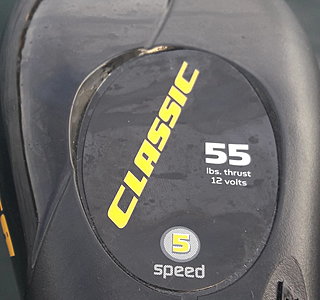 CLASSIC
55
lbs. thrust
12 volts
5
speed